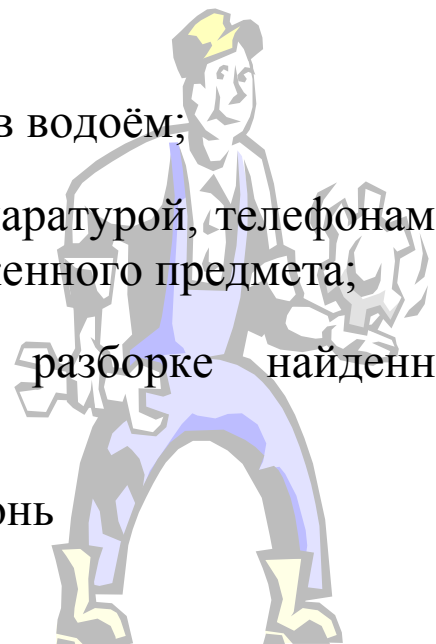 в водоём;
аратурой, телефонам
енного предмета;
разборке найденн
онь